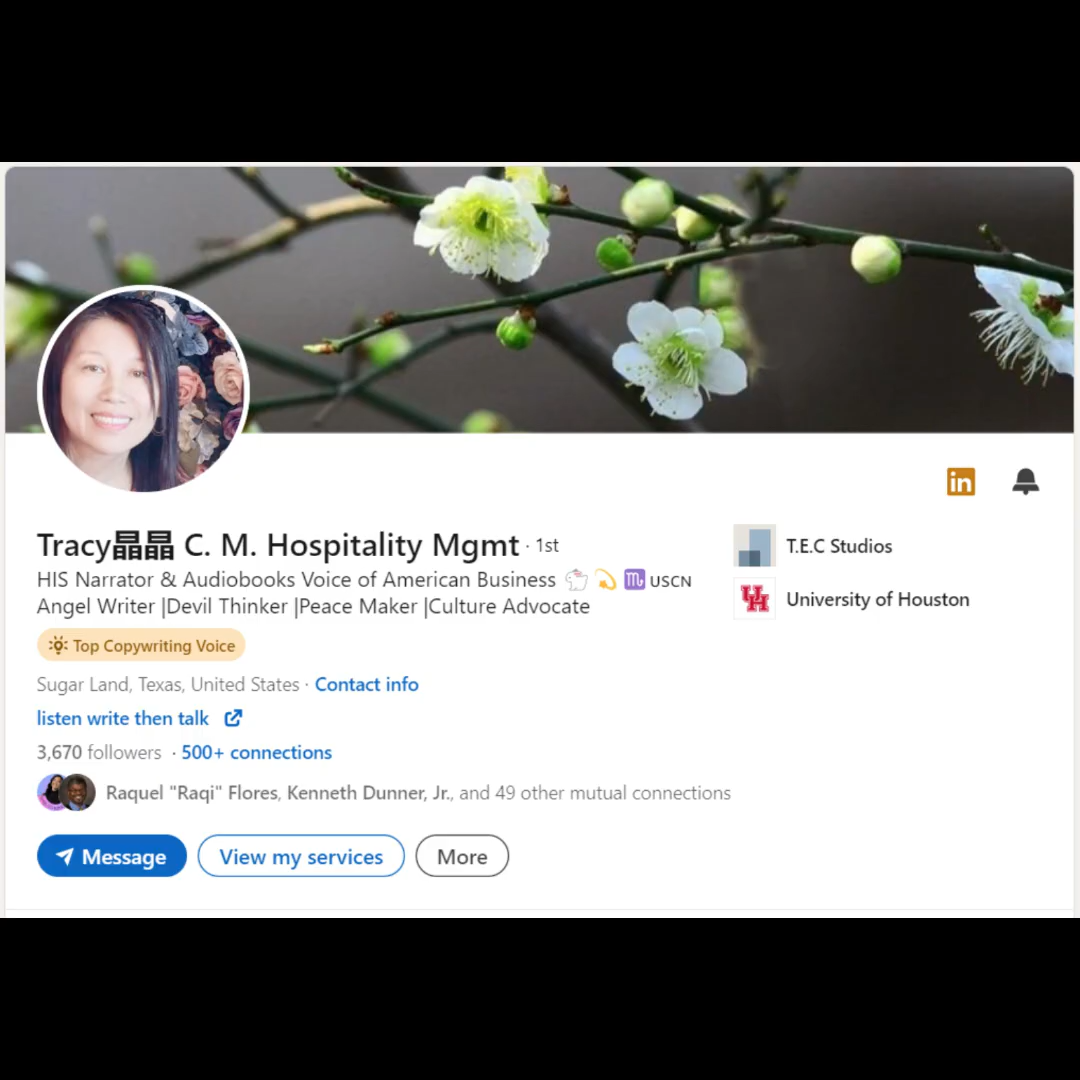 Tracy晶晶 C. M. Hospitality Mgmt · 1st
HIS Narrator & Audiobooks Voice of American Business 🐇 💫 ♏ USCN
Angel Writer |Devil Thinker |Peace Maker |Culture Advocate
Top Copywriting Voice
Sugar Land, Texas, United States · Contact info
listen write then talk
3,670 followers · 500+ connections
Raquel "Raqi" Flores, Kenneth Dunner, Jr., and 49 other mutual connections
Message
View my services
More
in
T.E.C Studios
UH University of Houston